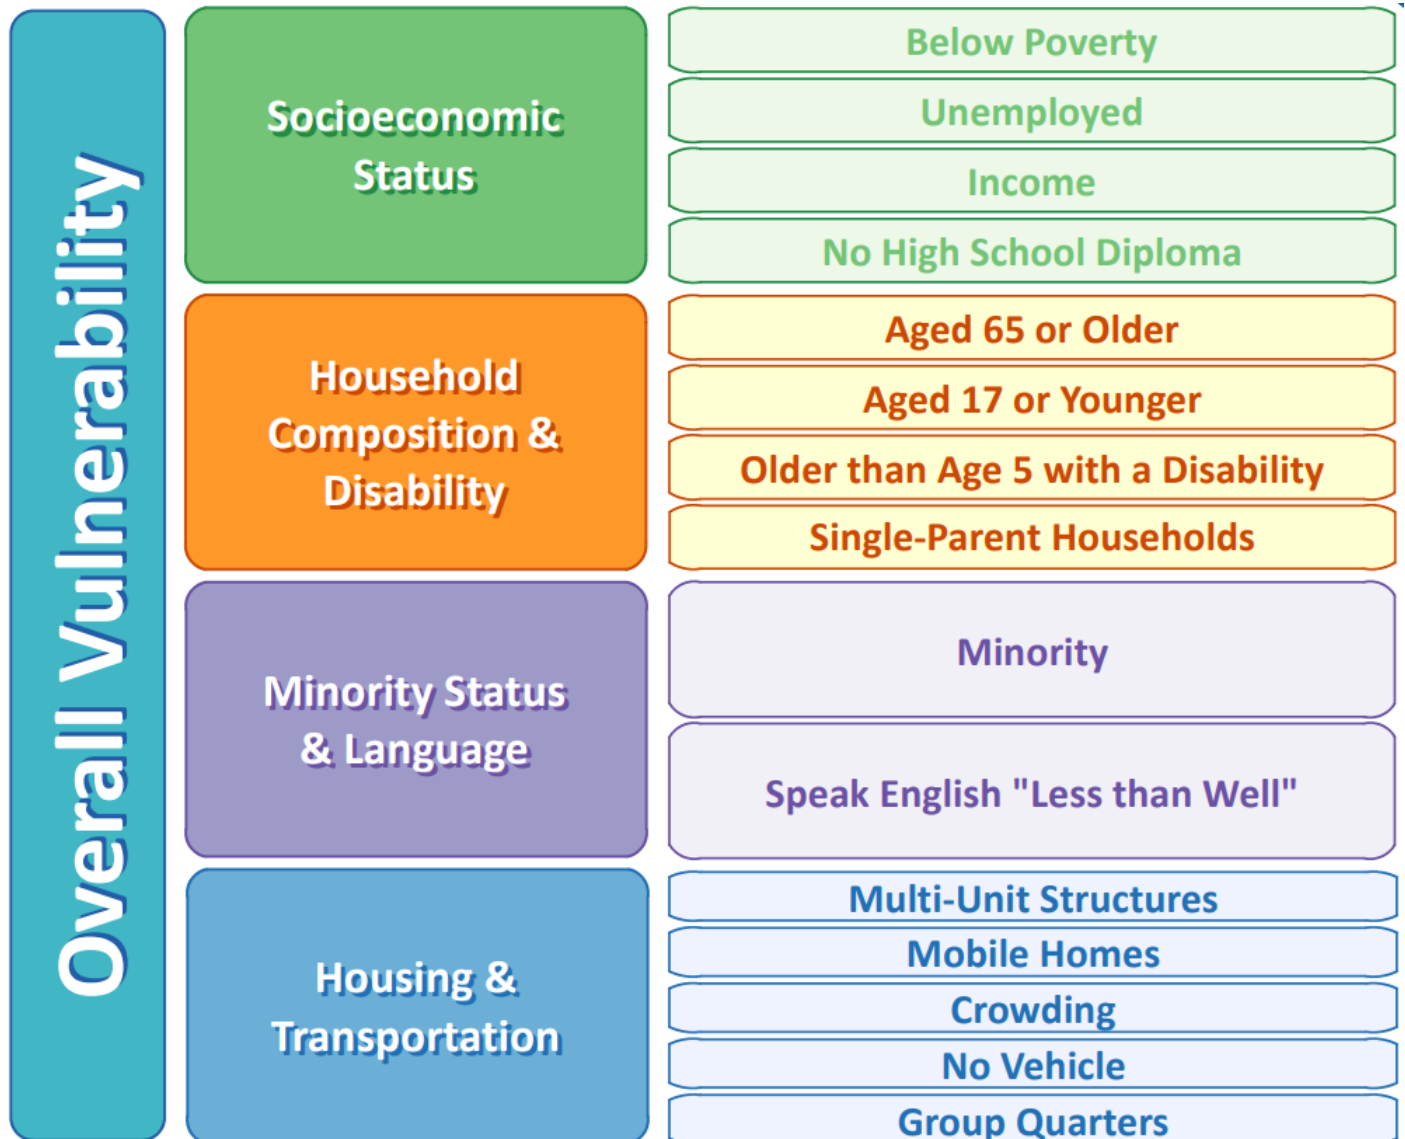 Overall Vulnerability
Socioeconomic
Status
Below Poverty
Unemployed
Income
No High School Diploma
Household
Composition &
Disability
Aged 65 or Older
Aged 17 or Younger
Older than Age 5 with a Disability
Single-Parent Households
Minority Status
& Language
Minority
Speak English "Less than Well"
Housing &
Transportation
Multi-Unit Structures
Mobile Homes
Crowding
No Vehicle
Group Quarters